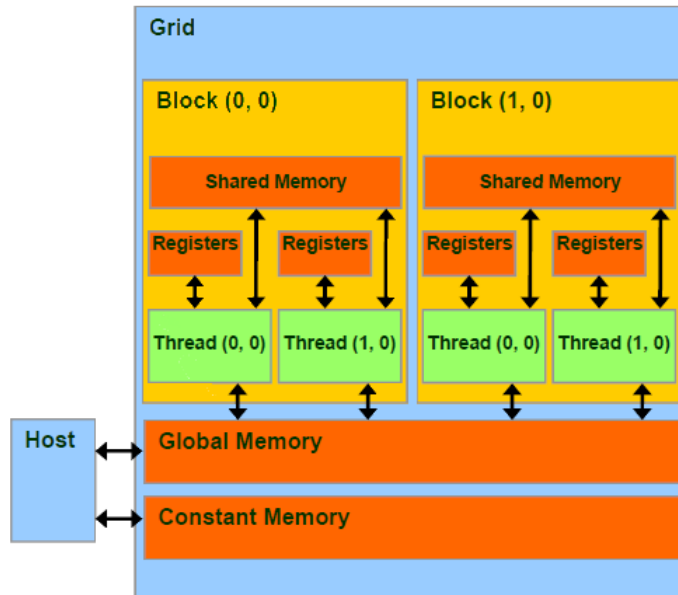 Grid
Block (0, 0)
Block (1, 0)
Shared Memory
Shared Memory
Registers
Registers
Registers
Registers
Thread (0, 0)
Thread (1, 0)
Thread (0, 0)
Thread (1, 0)
Host
Global Memory
Constant Memory